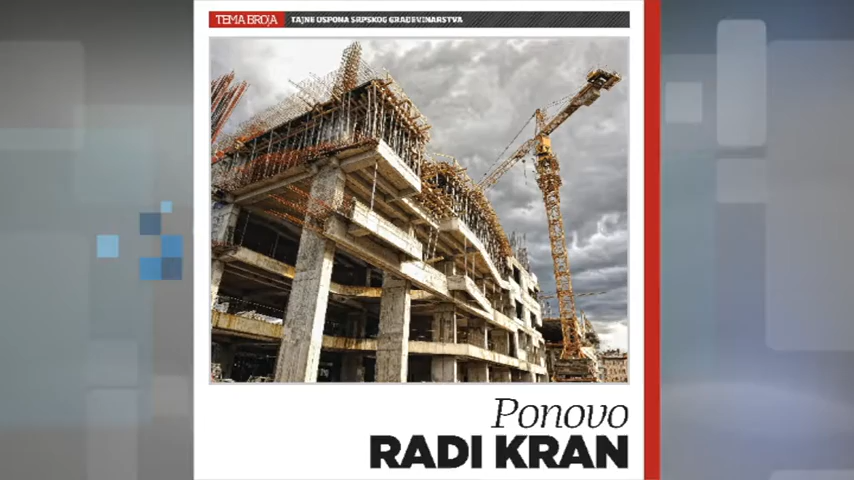 TEMA BROJA TAJNE USPONA SRPSKOG GRAĐEVINARSTVA
Ponovo
RADI KRAN